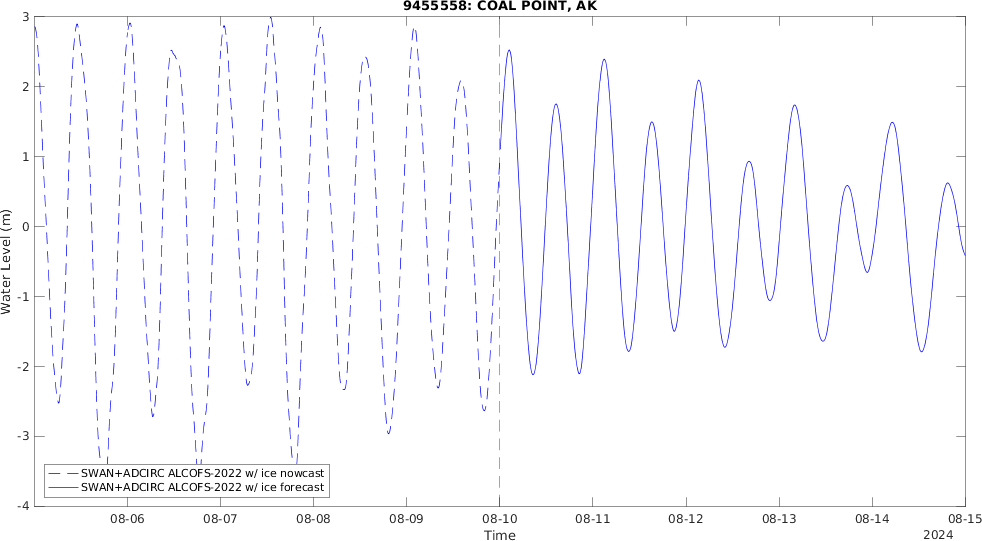 9455558: COAL POINT, AK
Water Level (m)
3
2
1
0
-1
-2
-3
-4
SWAN+ADCIRC ALCOFS-2022 w/ ice nowcast
SWAN+ADCIRC ALCOFS-2022 w/ ice forecast
08-06 08-07 08-08 08-09 08-10 08-11 08-12 08-13 08-14 08-15
Time
2024